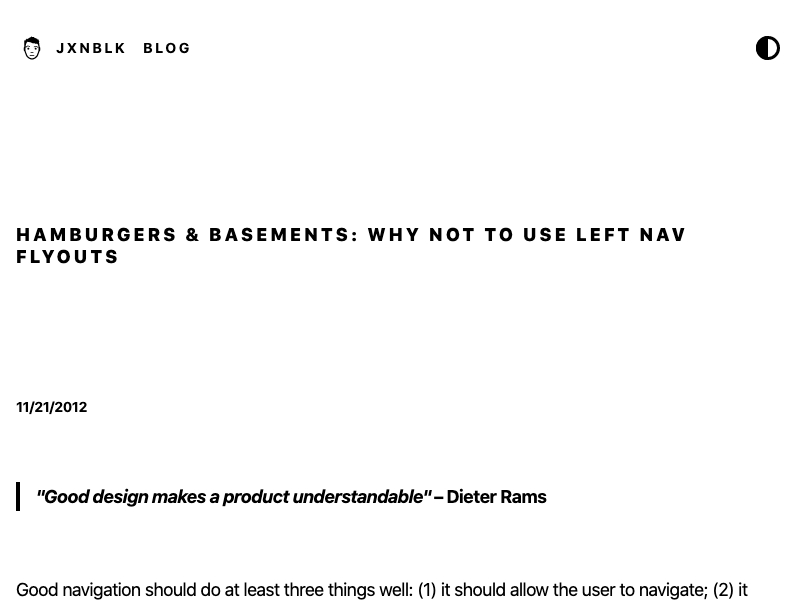 JXNBLK BLOG
HAMBURGERS & BASEMENTS: WHY NOT TO USE LEFT NAV
FLYOUTS
11/21/2012
"Good design makes a product understandable" – Dieter Rams
Good navigation should do at least three things well: (1) it should allow the user to navigate; (2) it